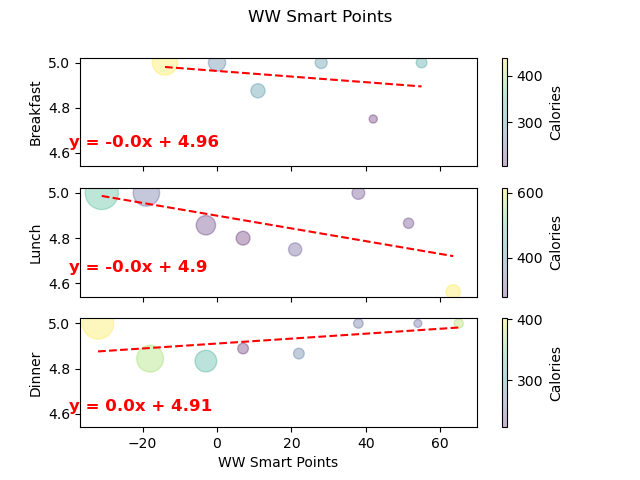 WW Smart Points
5.0
4.8
4.6
Breakfast
y = -0.0x + 4.96
400
300
Calories
5.0
4.8
4.6
Lunch
y = -0.0x + 4.9
600
400
Calories
5.0
4.8
4.6
Dinner
y = 0.0x + 4.91
400
300
Calories
−20 0 20 40 60
WW Smart Points